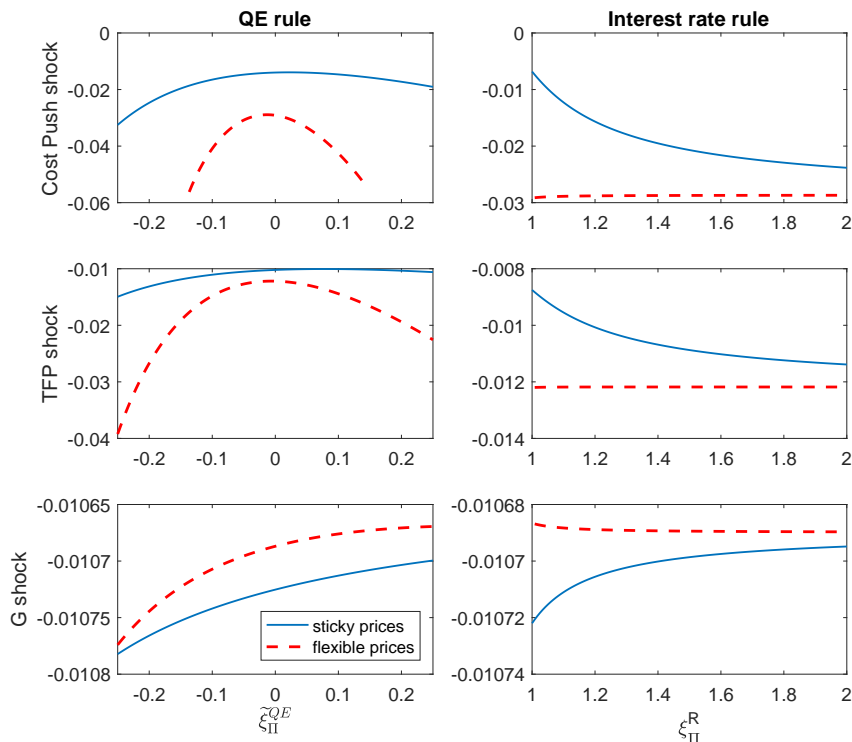 QE rule
Interest rate rule
Cost Push shock
0
-0.02
-0.04
-0.06
-0.2 -0.1 0 0.1 0.2
0
-0.01
-0.02
-0.03
1 1.2 1.4 1.6 1.8 2
TFP shock
-0.01
-0.02
-0.03
-0.04
-0.2 -0.1 0 0.1 0.2
-0.008
-0.01
-0.012
-0.014
1 1.2 1.4 1.6 1.8 2
G shock
-0.01065
-0.0107
-0.01075
-0.0108
-0.2 -0.1 0 0.1 0.2
sticky prices
flexible prices
$\widetilde{\xi}_{\Pi}^{QE}$
-0.01068
-0.0107
-0.01072
-0.01074
1 1.2 1.4 1.6 1.8 2
$\xi_{\Pi}^{R}$